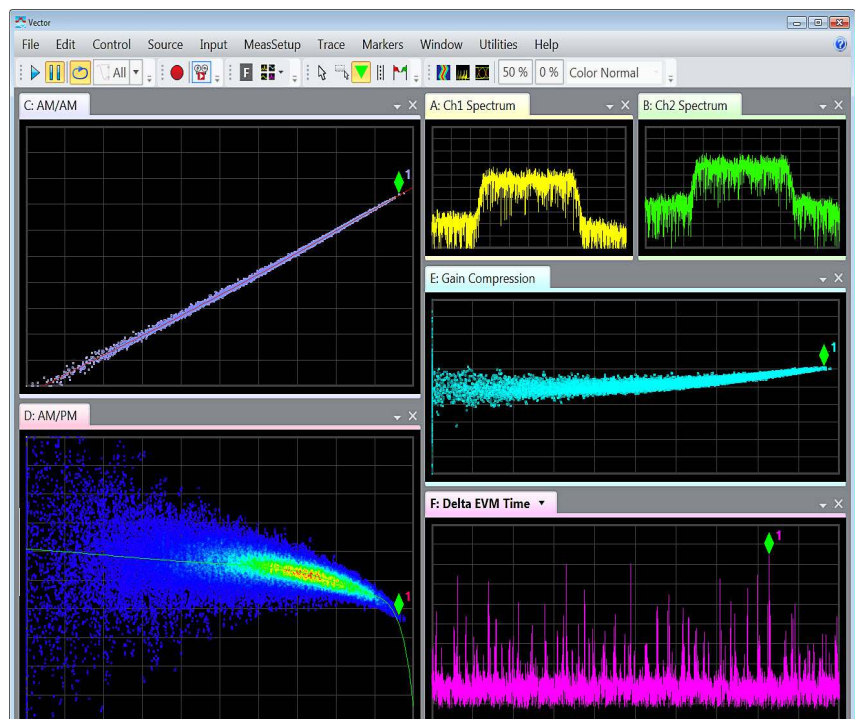 Vector
File Edit Control Source Input MeasSetup Trace Markers Window Utilities Help
All F 50 % 0 % Color Normal
C: AM/AM
1
A: Ch1 Spectrum
B: Ch2 Spectrum
E: Gain Compression
1
D: AM/PM
1
F: Delta EVM Time
1